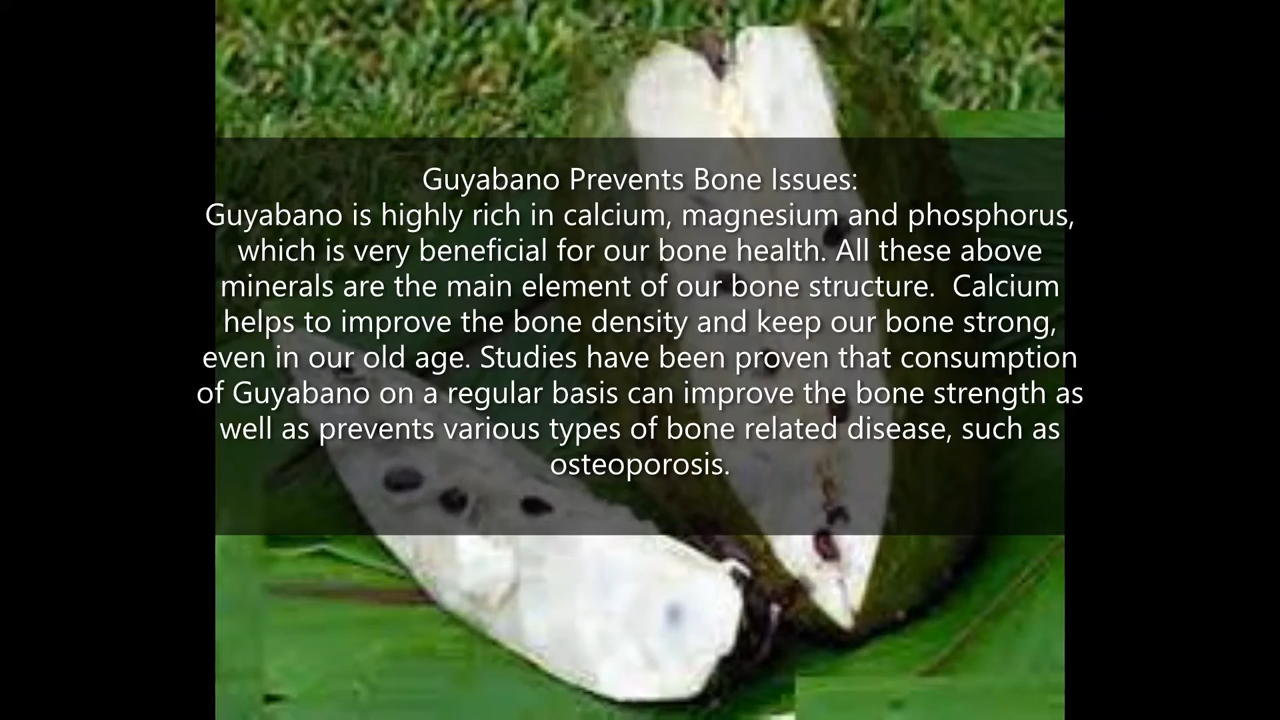 Guyabano Prevents Bone Issues:
Guyabano is highly rich in calcium, magnesium and phosphorus,
which is very beneficial for our bone health. All these above
minerals are the main element of our bone structure.  Calcium
helps to improve the bone density and keep our bone strong,
even in our old age. Studies have been proven that consumption
of Guyabano on a regular basis can improve the bone strength as
well as prevents various types of bone related disease, such as
osteoporosis.